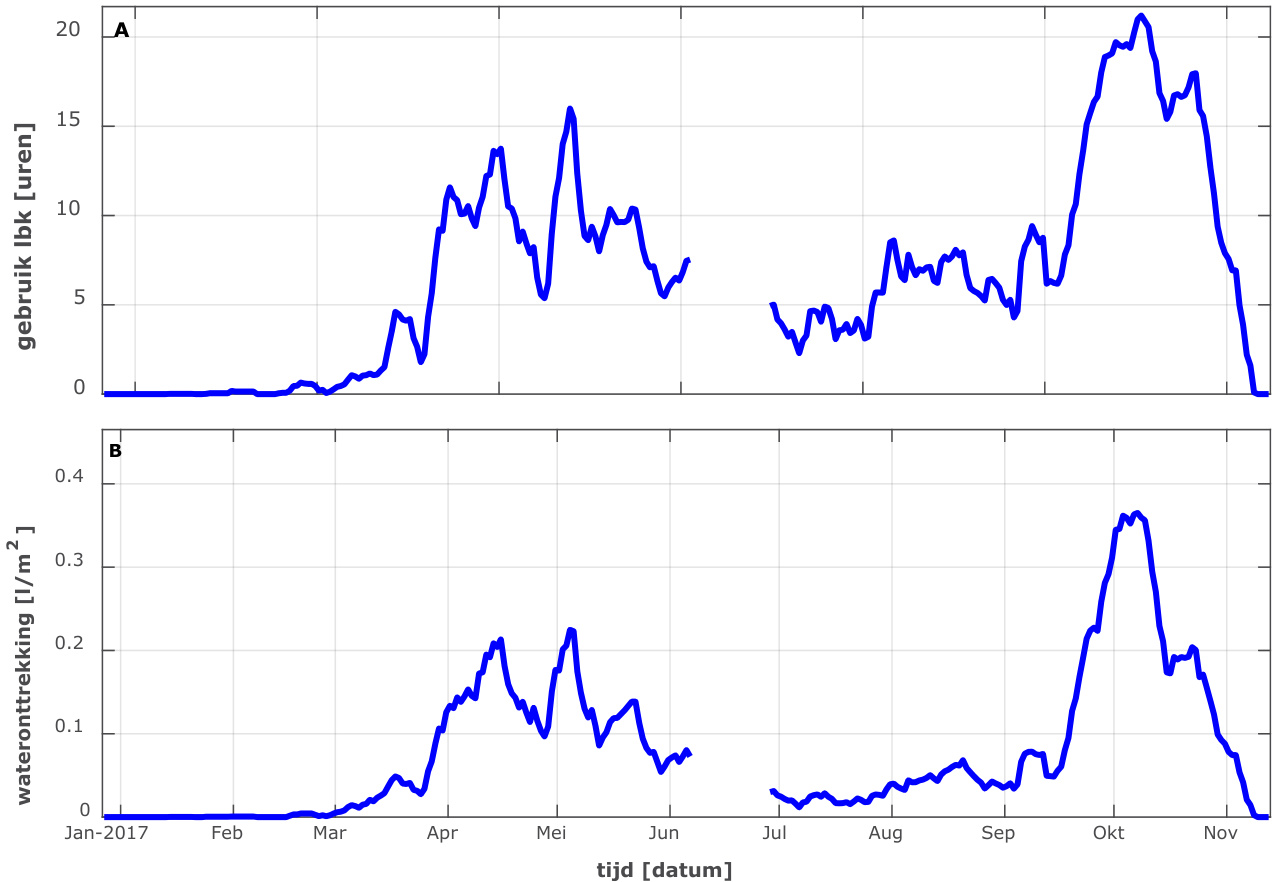 A
20
15
10
5
0
gebruik lbk [uren]
B
0.4
0.3
0.2
0.1
0
wateronttrekking [l/m² ]
Jan-2017 Feb Mar Apr Mei Jun Jul Aug Sep Okt Nov
tijd [datum]